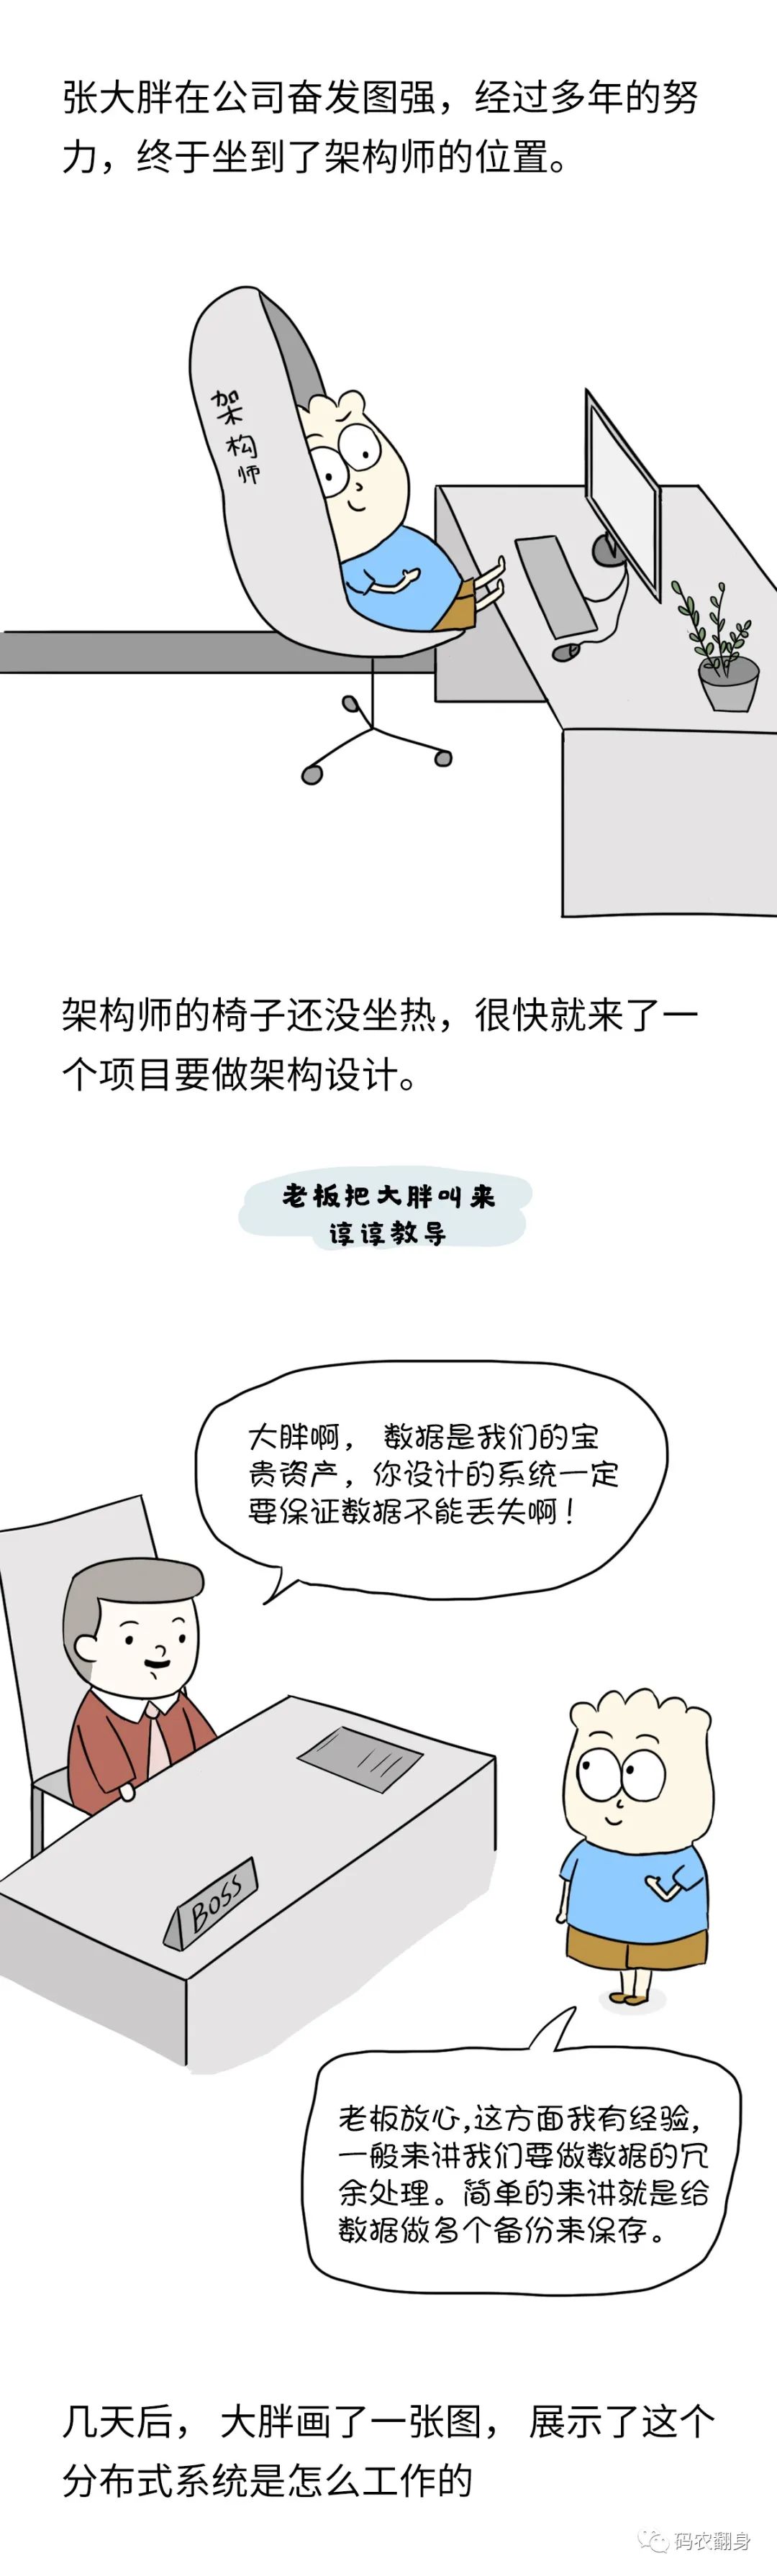 张大胖在公司奋发图强，经过多年的努
力，终于坐到了架构师的位置。
架构师
架构师的椅子还没坐热，很快就来了一
个项目要做架构设计。
老板把大胖叫来
谆谆教导
大胖啊， 数据是我们的宝
贵资产，你设计的系统一定
要保证数据不能丢失啊！
BOSS
老板放心,这方面我有经验,
一般来讲我们要做数据的冗
余处理。简单的来讲就是给
数据做多个备份来保存。
几天后， 大胖画了一张图， 展示了这个
分布式系统是怎么工作的
码农翻身